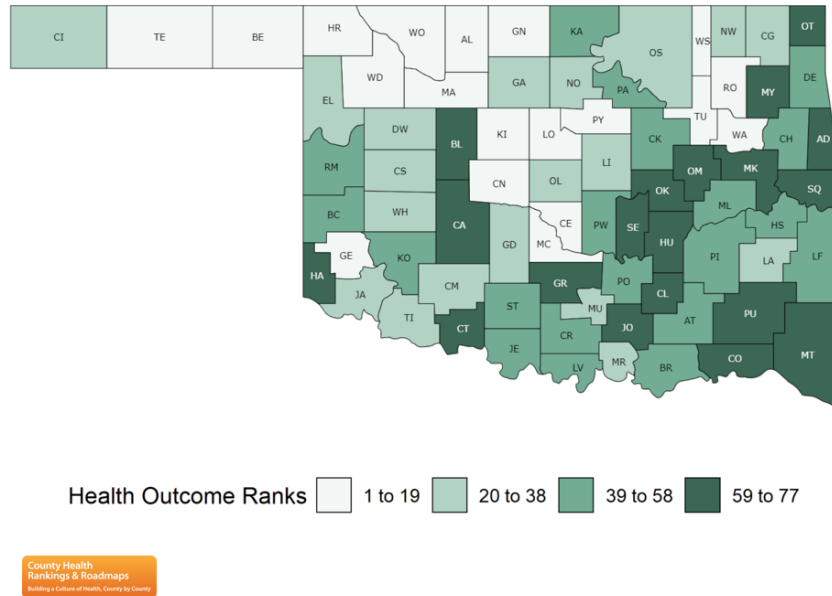 CI TE BE HR WO AL GN KA OS WS NW CG OT
WD MA GA NO PA RO MY DE
EL DW BL KI LO PY TU WA CH AD
RM CS CN OL LI CK OM MK SQ
BC WH CA CE PW SE OK ML HS
HA GE KO GD MC HU PI LA LF
JA CM GR PO CL
TI CT ST MU JO AT PU
JE CR MR CO MT
LV BR
Health Outcome Ranks 1 to 19 20 to 38 39 to 58 59 to 77
County Health
Rankings & Roadmaps
Building a Culture of Health, County by County